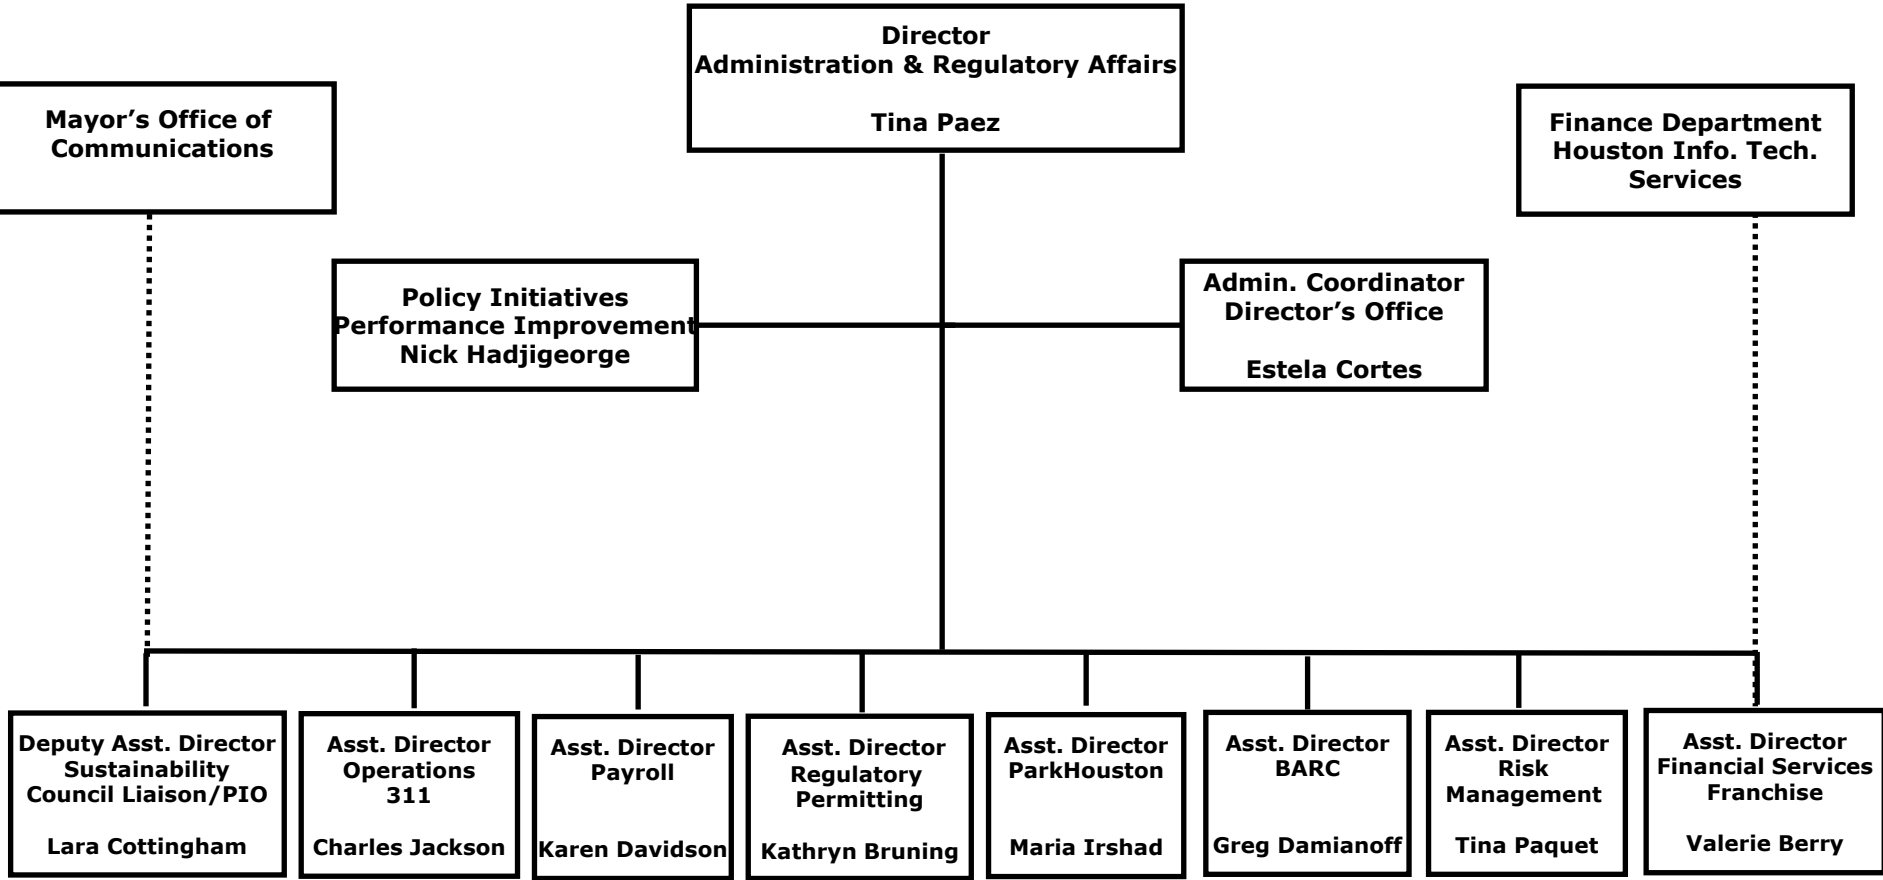 Director
Administration & Regulatory Affairs
Tina Paez
Mayor’s Office of
Communications
Finance Department
Houston Info. Tech.
Services
Policy Initiatives
Performance Improvement
Nick Hadjigeorge
Admin. Coordinator
Director’s Office
Estela Cortes
Deputy Asst. Director
Sustainability
Council Liaison/PIO
Lara Cottingham
Asst. Director
Operations
311
Charles Jackson
Asst. Director
Payroll
Karen Davidson
Asst. Director
Regulatory
Permitting
Kathryn Bruning
Asst. Director
ParkHouston
Maria Irshad
Asst. Director
BARC
Greg Damianoff
Asst. Director
Risk
Management
Tina Paquet
Asst. Director
Financial Services
Franchise
Valerie Berry